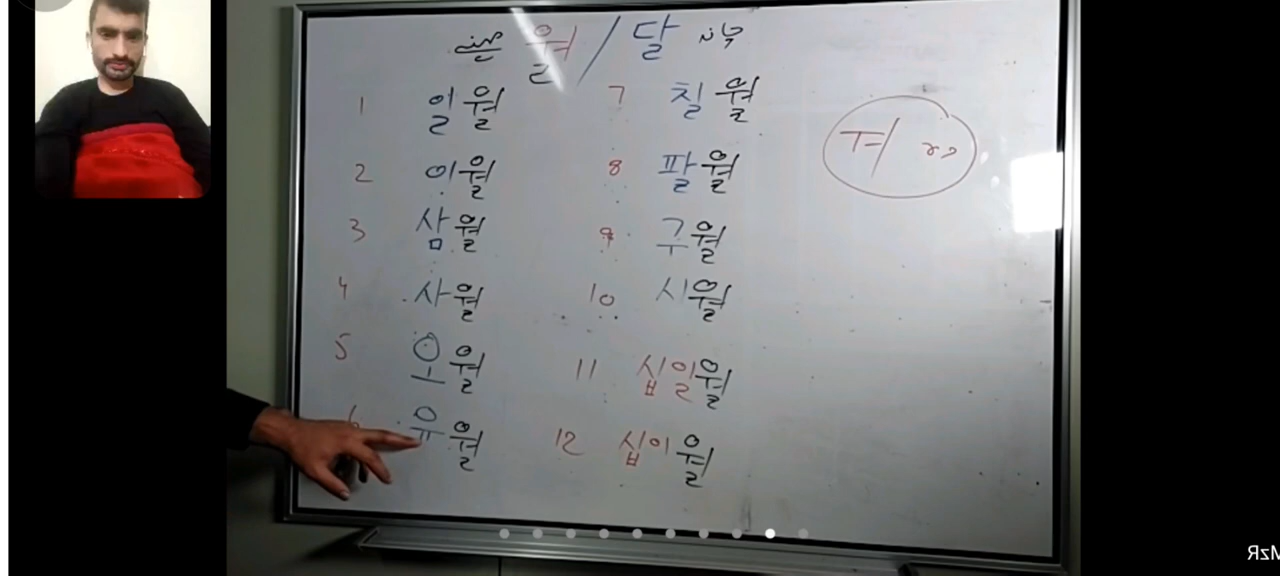 مہینے 월 / 달 چاند
1 일월 7 칠월
2 이월 8 팔월
3 삼월 9 구월
4 사월 10 시월
5 오월 11 십일월
6 유월 12 십이월